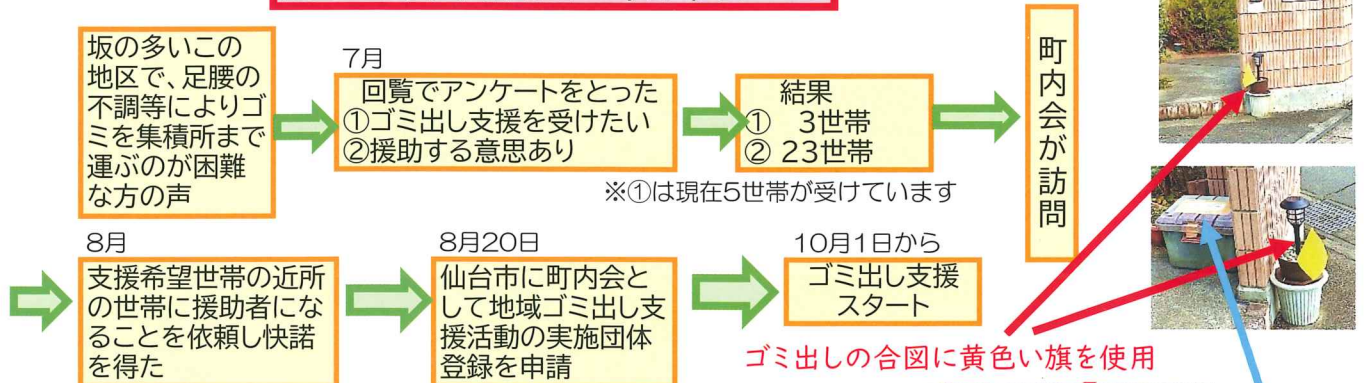 坂の多いこの
地区で、足腰の
不調等によりゴ
ミを集積所まで
運ぶのが困難
な方の声
7月
回覧でアンケートをとった
①ゴミ出し支援を受けたい
②援助する意思あり
結果
① 3世帯
② 23世帯
※①は現在5世帯が受けています
町内会が訪問
8月
支援希望世帯の近所
の世帯に援助者にな
ることを依頼し快諾
を得た
8月20日
仙台市に町内会と
して地域ゴミ出し支
援活動の実施団体
登録を申請
10月1日から
ゴミ出し支援
スタート
ゴミ出しの合図に黄色い旗を使用